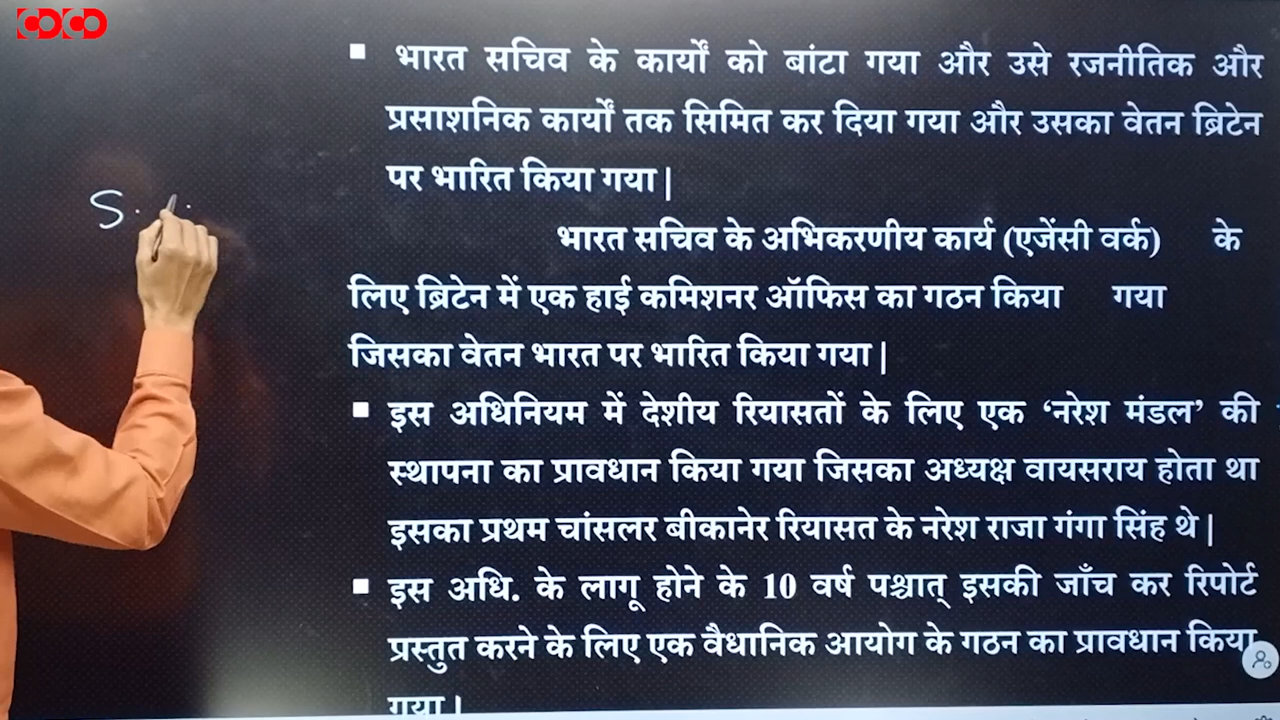 COCO
▪ भारत सचिव के कार्यों को बांटा गया और उसे रजनीतिक और
प्रसाशनिक कार्यों तक सिमित कर दिया गया और उसका वेतन ब्रिटेन
पर भारित किया गया |
भारत सचिव के अभिकरणीय कार्य (एजेंसी वर्क) के
लिए ब्रिटेन में एक हाई कमिशनर ऑफिस का गठन किया गया
जिसका वेतन भारत पर भारित किया गया |
▪ इस अधिनियम में देशीय रियासतों के लिए एक ‘नरेश मंडल’ की
स्थापना का प्रावधान किया गया जिसका अध्यक्ष वायसराय होता था
इसका प्रथम चांसलर बीकानेर रियासत के नरेश राजा गंगा सिंह थे |
▪ इस अधि. के लागू होने के 10 वर्ष पश्चात् इसकी जाँच कर रिपोर्ट
प्रस्तुत करने के लिए एक वैधानिक आयोग के गठन का प्रावधान किया
गया |
S.